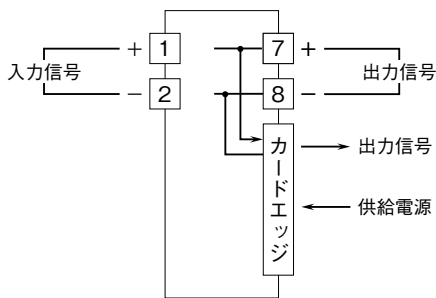 入力信号
+ 1
− 2
7 +
8 −
出力信号
カードエッジ
出力信号
供給電源